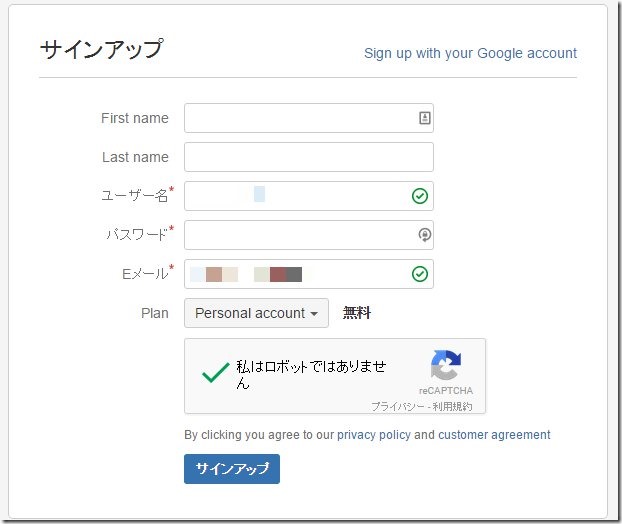 サインアップ
Sign up with your Google account
First name
Last name
ユーザー名*
パスワード*
Eメール*
Plan
Personal account
無料
私はロボットではありませ
ん
reCAPTCHA
プライバシー - 利用規約
By clicking you agree to our privacy policy and customer agreement
サインアップ